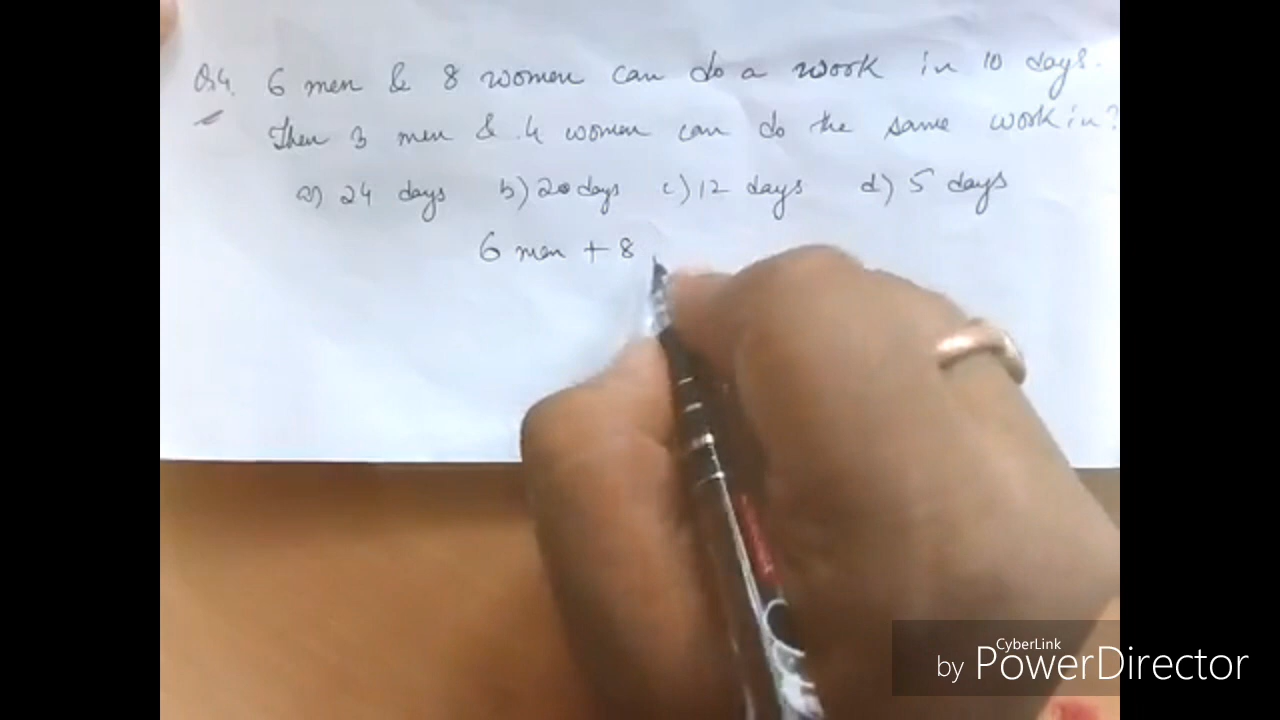 Q4. 6 men & 8 women can do a work in 10 days.
Then 3 men & 4 women can do the same work in?
a) 24 days b) 20 days c) 12 days d) 5 days
6 men + 8
CyberLink
by PowerDirector